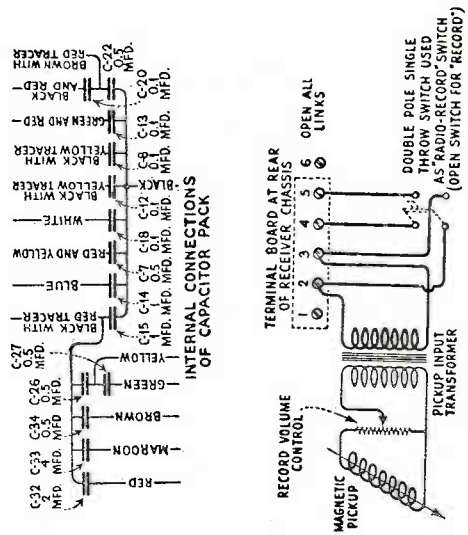 RED
MAROON
BROWN
GREEN
YELLOW
BLACK WITH
RED TRACER
BLUE
RED AND YELLOW
WHITE
BLACK WITH
YELLOW TRACER
BLACK
BLACK WITH
YELLOW TRACER
GREEN AND RED
BLACK
AND RED
BROWN WITH
RED TRACER
C-32
2
MFD.
C-33
4
MFD.
C-34
0.5
MFD.
C-26
0.5
MFD.
C-27
0.5
MFD.
C-15
MFD.
C-14
1
MFD.
C-7
0.5
MFD.
C-18
0.1
MFD.
C-12
0.1
MFD.
C-8
0.1
MFD.
C-13
0.1
MFD.
C-20
0.1
MFD.
C-22
0.5
MFD.
INTERNAL CONNECTIONS
OF CAPACITOR PACK
TERMINAL BOARD AT REAR
OF RECEIVER CHASSIS
1 2 3 4 5 6
OPEN ALL
LINKS
RECORD VOLUME
CONTROL
MAGNETIC
PICKUP
PICKUP INPUT
TRANSFORMER
DOUBLE POLE SINGLE
THROW SWITCH USED
AS "RADIO-RECORD" SWITCH
(OPEN SWITCH FOR "RECORD")